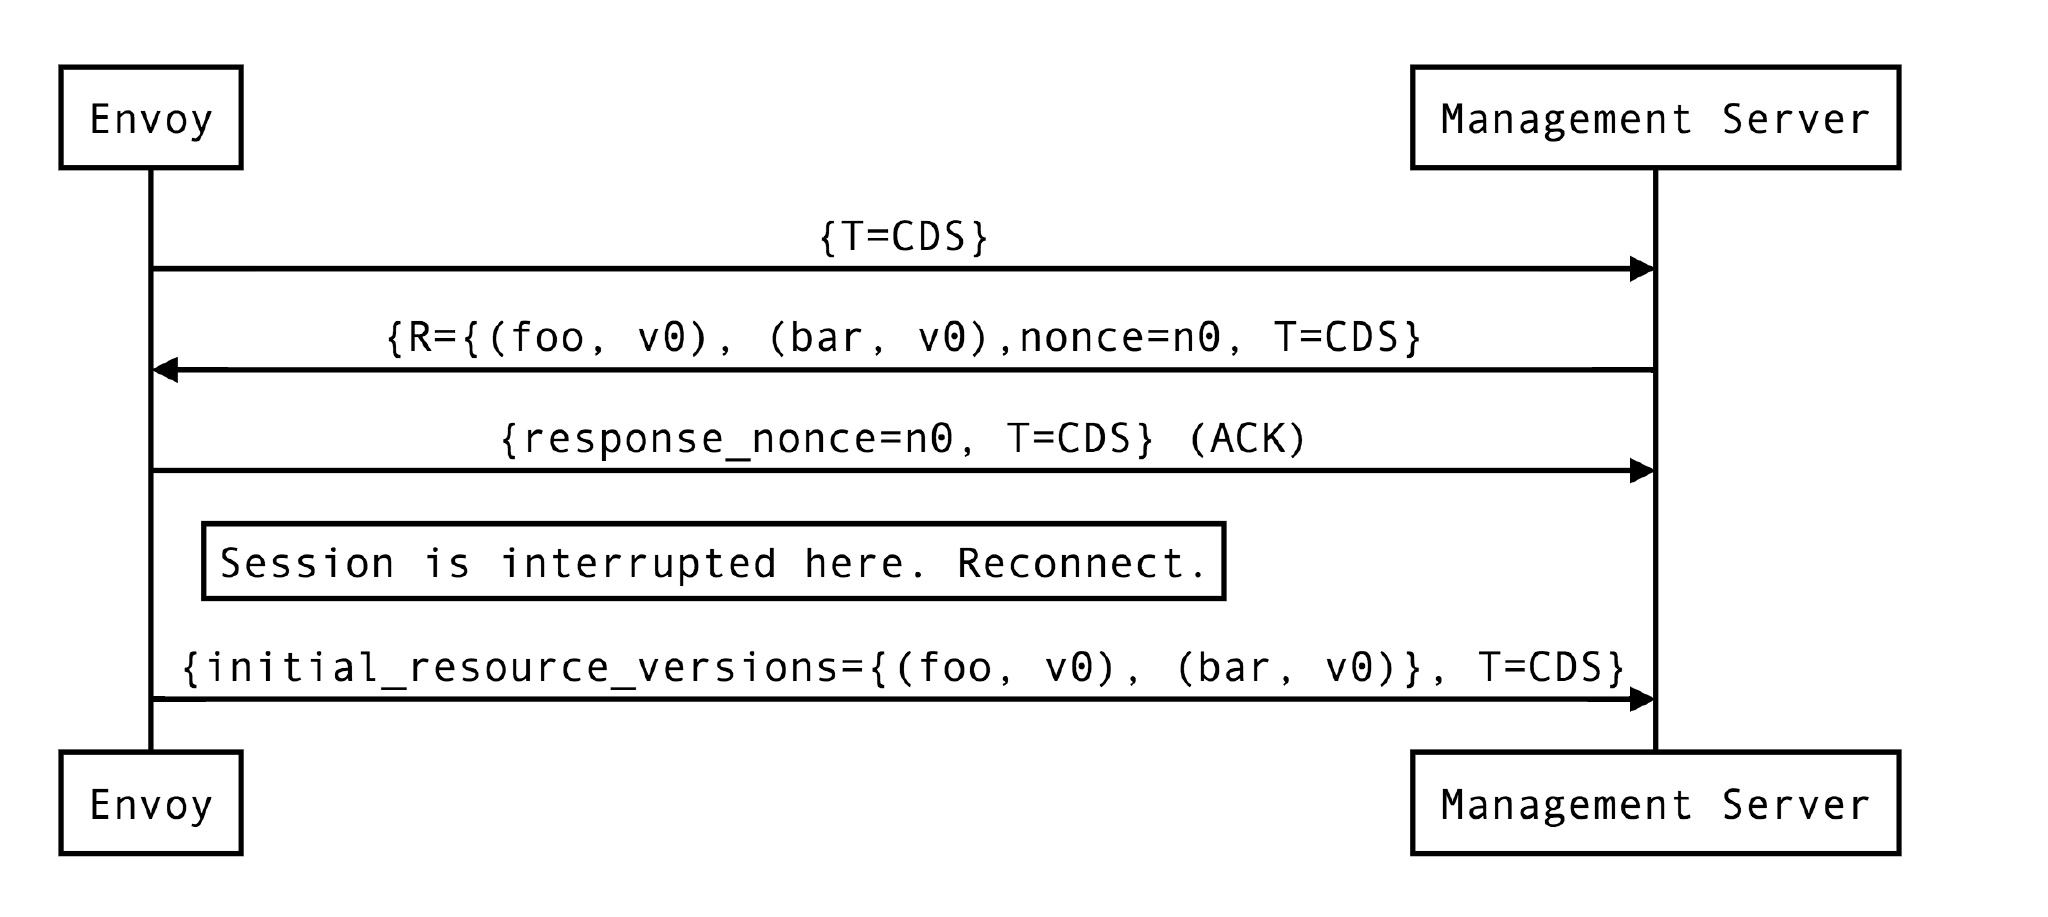 Envoy
Management Server
{T=CDS}
{R={(foo, v0), (bar, v0),nonce=n0, T=CDS}
{response_nonce=n0, T=CDS} (ACK)
Session is interrupted here. Reconnect.
{initial_resource_versions={(foo, v0), (bar, v0)}, T=CDS}
Envoy
Management Server